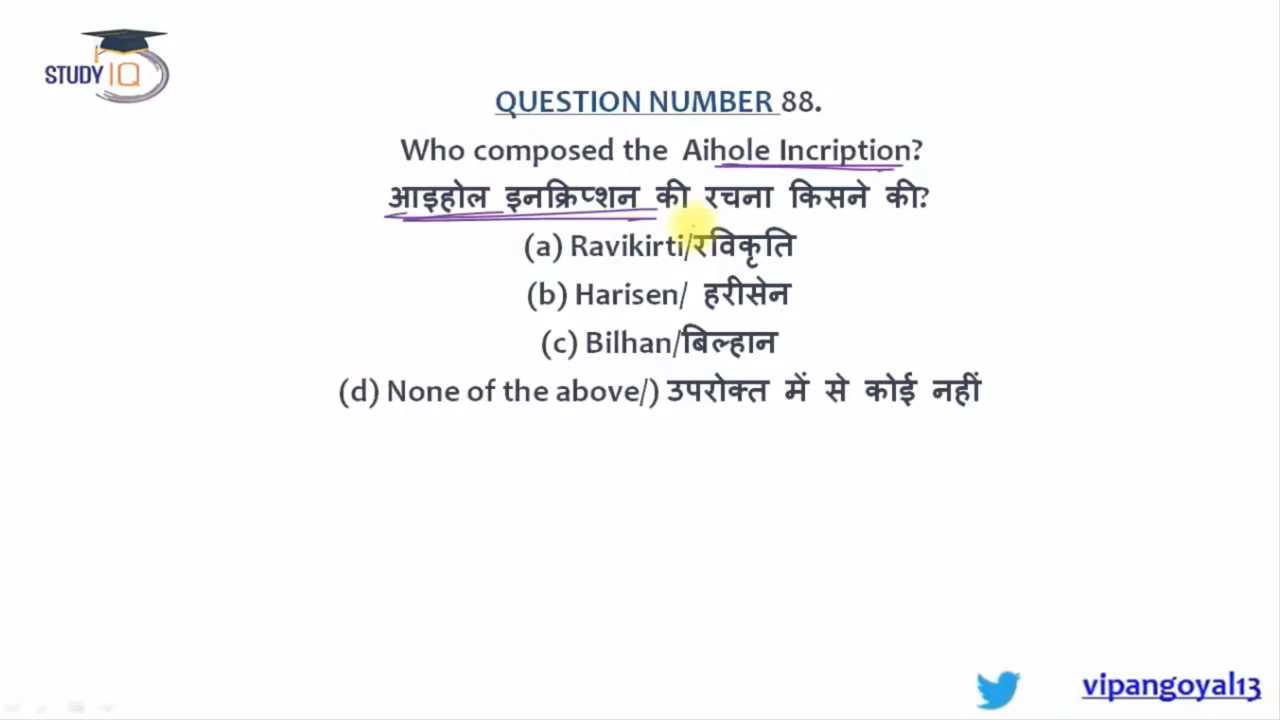 STUDY IQ
QUESTION NUMBER 88.
Who composed the Aihole Incription?
आइहोल इनक्रिप्शन की रचना किसने की?
(a) Ravikirti/रविकृति
(b) Harisen/ हरीसेन
(c) Bilhan/बिल्हान
(d) None of the above/) उपरोक्त में से कोई नहीं
vipangoyal13